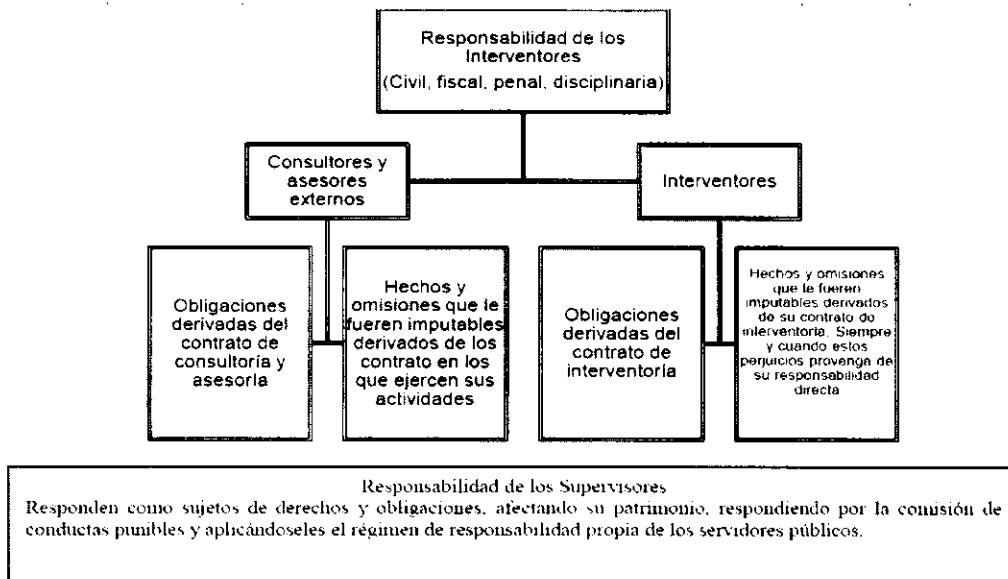 Responsabilidad de los
Interventores
(Civil, fiscal, penal, disciplinaria)
Consultores y
asesores
externos
Interventores
Obligaciones
derivadas del
contrato de
consultoría y
asesoría
Hechos y
omisiones que le
fueren imputables
derivados de los
contrato en los
que ejercen sus
actividades
Obligaciones
derivadas del
contrato de
interventoría
Hechos y omisiones
que le fueren
imputables derivados
de su contrato de
interventoría. Siempre
y cuando estos
perjuicios provenga de
su responsabilidad
directa
Responsabilidad de los Supervisores
Responden como sujetos de derechos y obligaciones, afectando su patrimonio, respondiendo por la comisión de
conductas punibles y aplicándoseles el régimen de responsabilidad propia de los servidores públicos.